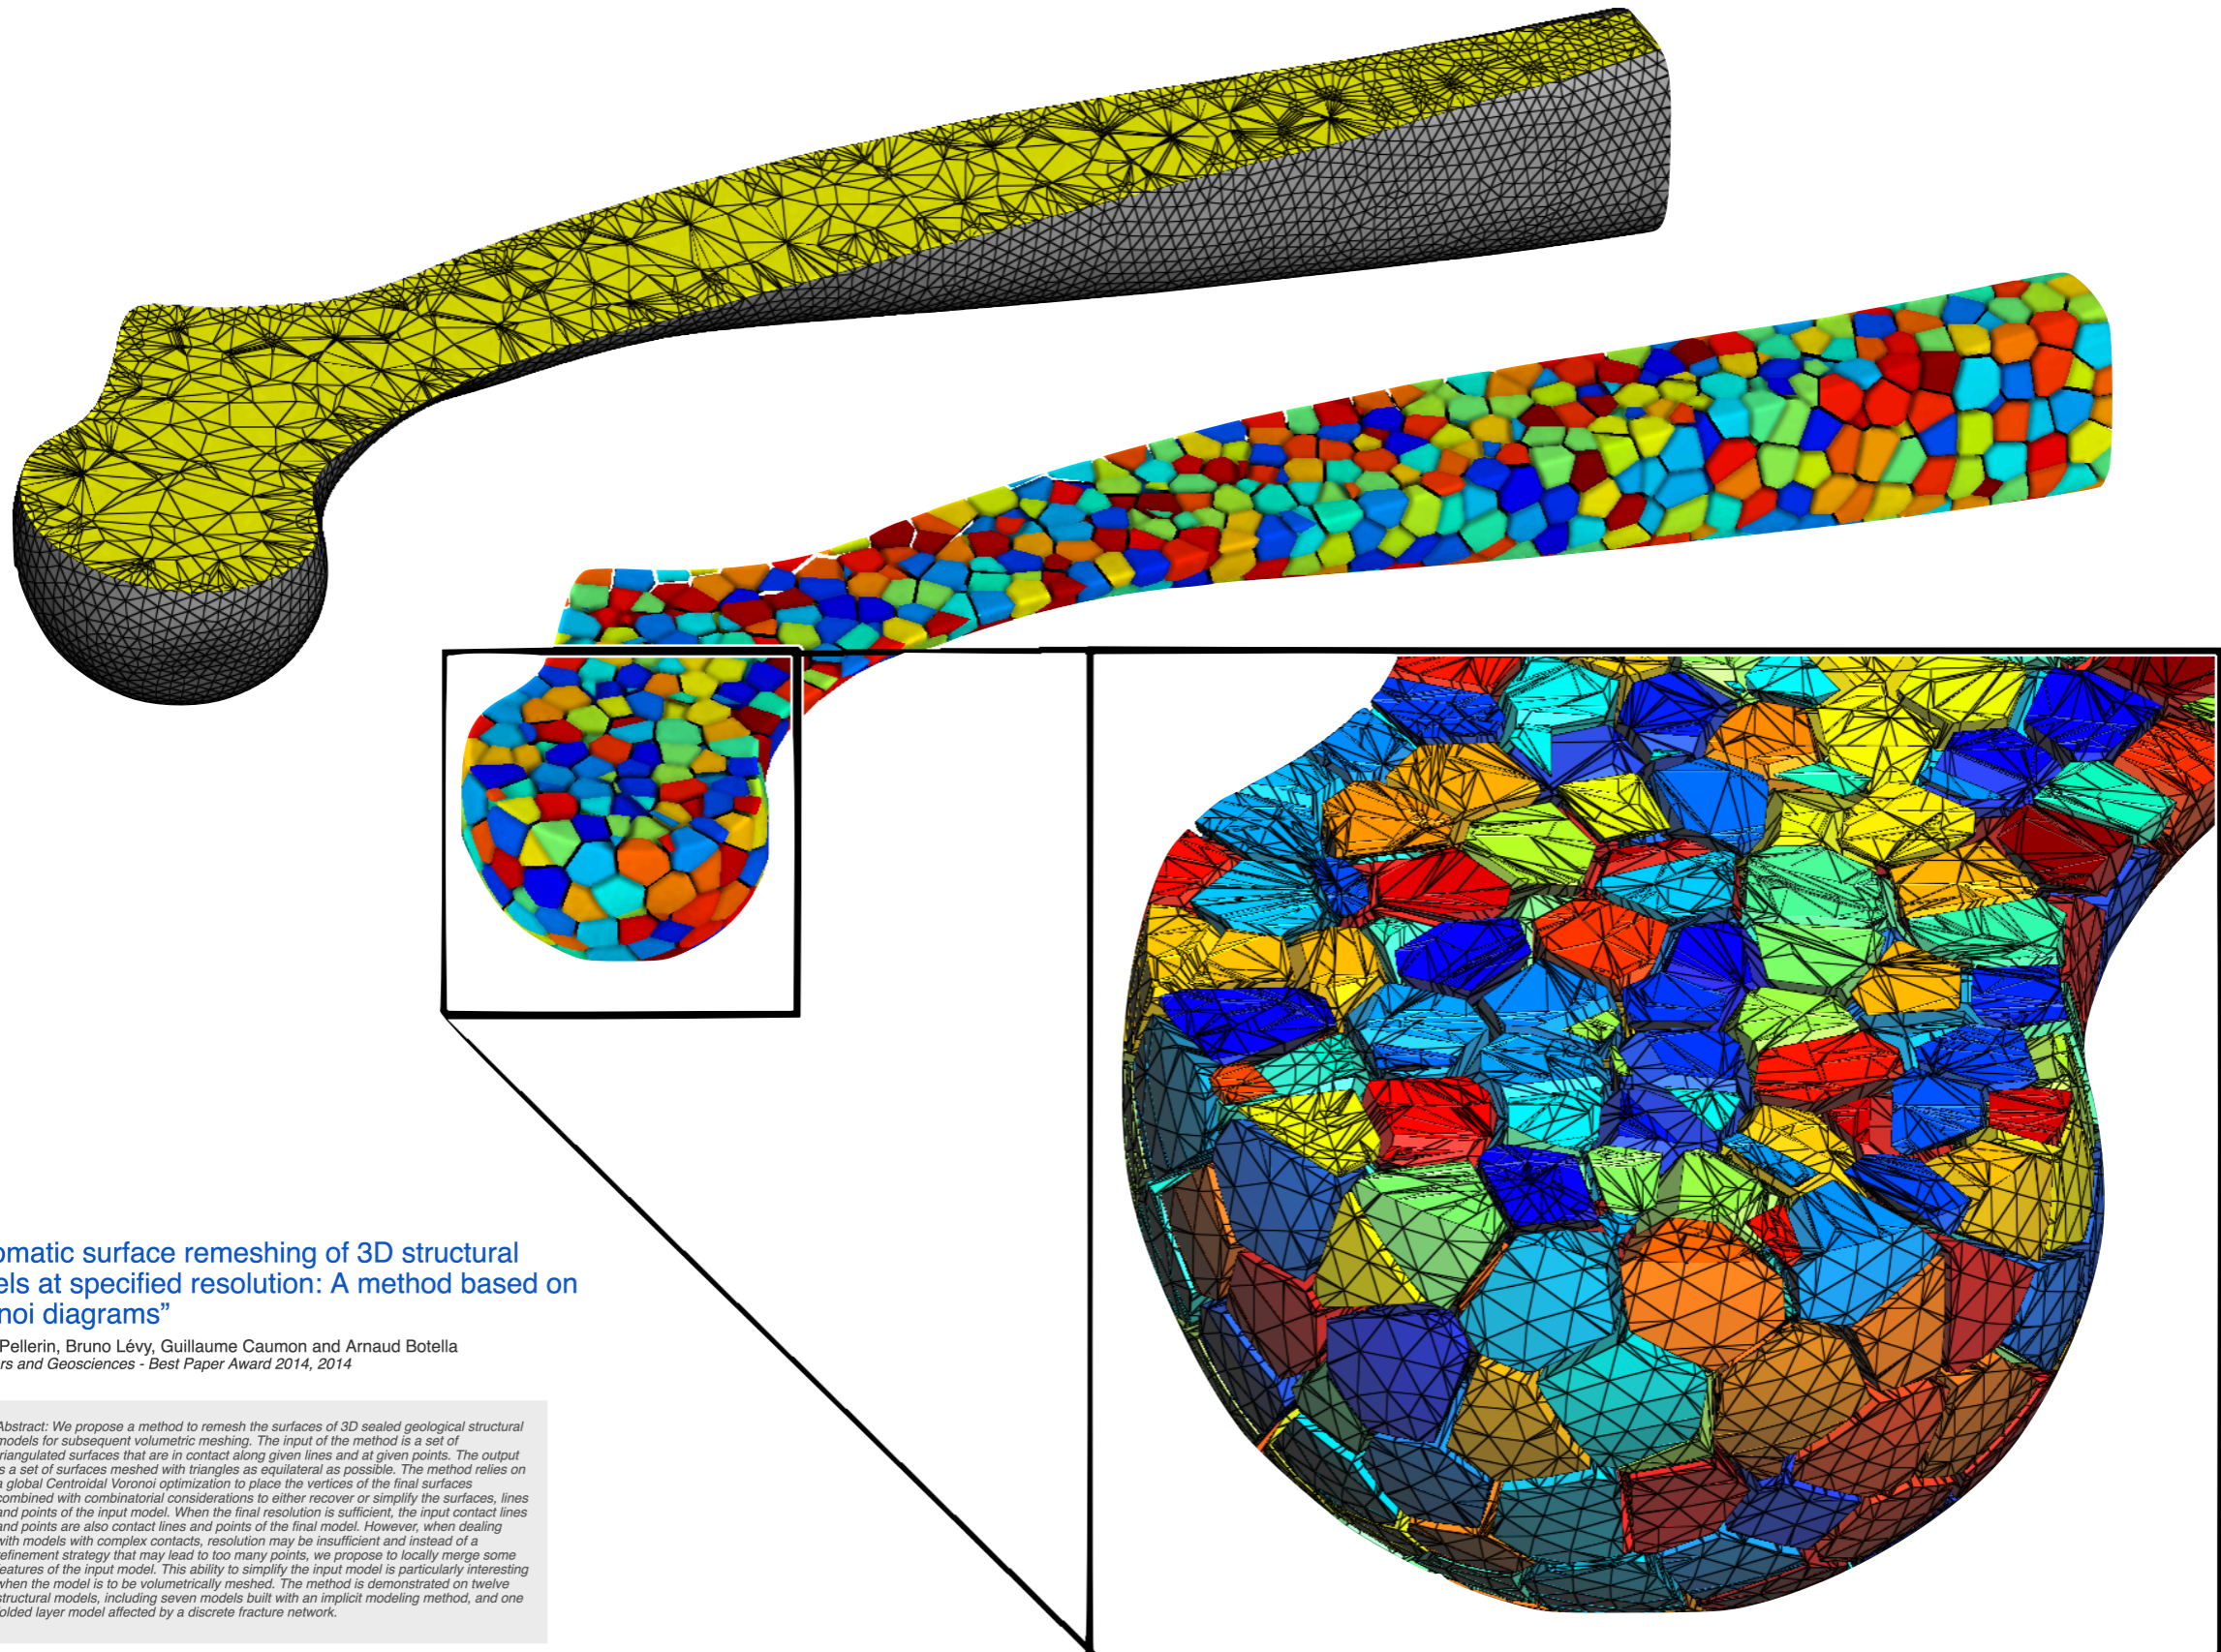 omatic surface remeshing of 3D structural
els at specified resolution: A method based on
noi diagrams”
Pellerin, Bruno Lévy, Guillaume Caumon and Arnaud Botella
rs and Geosciences - Best Paper Award 2014, 2014
Abstract: We propose a method to remesh the surfaces of 3D sealed geological structural
models for subsequent volumetric meshing. The input of the method is a set of
riangulated surfaces that are in contact along given lines and at given points. The output
s a set of surfaces meshed with triangles as equilateral as possible. The method relies on
a global Centroidal Voronoi optimization to place the vertices of the final surfaces
combined with combinatorial considerations to either recover or simplify the surfaces, lines
and points of the input model. When the final resolution is sufficient, the input contact lines
and points are also contact lines and points of the final model. However, when dealing
with models with complex contacts, resolution may be insufficient and instead of a
refinement strategy that may lead to too many points, we propose to locally merge some
features of the input model. This ability to simplify the input model is particularly interesting
when the model is to be volumetrically meshed. The method is demonstrated on twelve
structural models, including seven models built with an implicit modeling method, and one
folded layer model affected by a discrete fracture network.